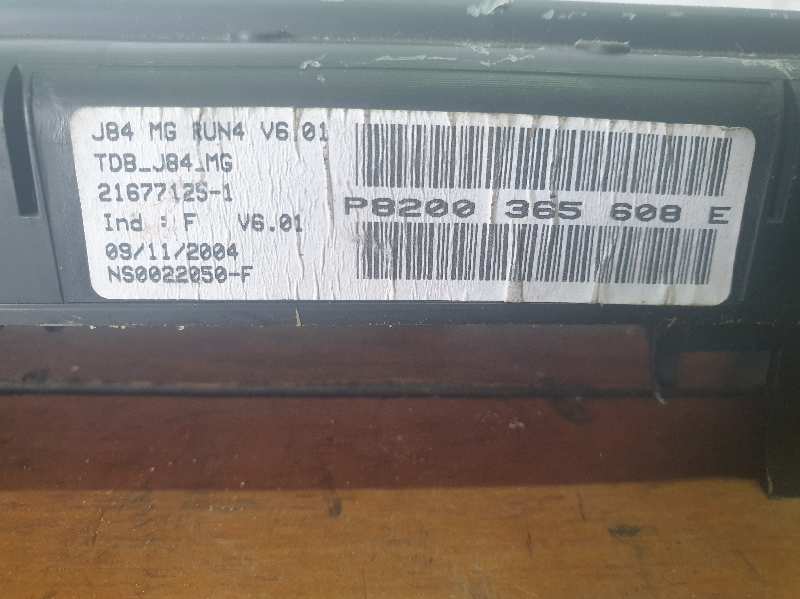 J84 MG RUN4 V6.01
TDB_J84_MG
21677125-1
Ind : F V6.01
09/11/2004
NS0022050-F
P8200 365 608 E